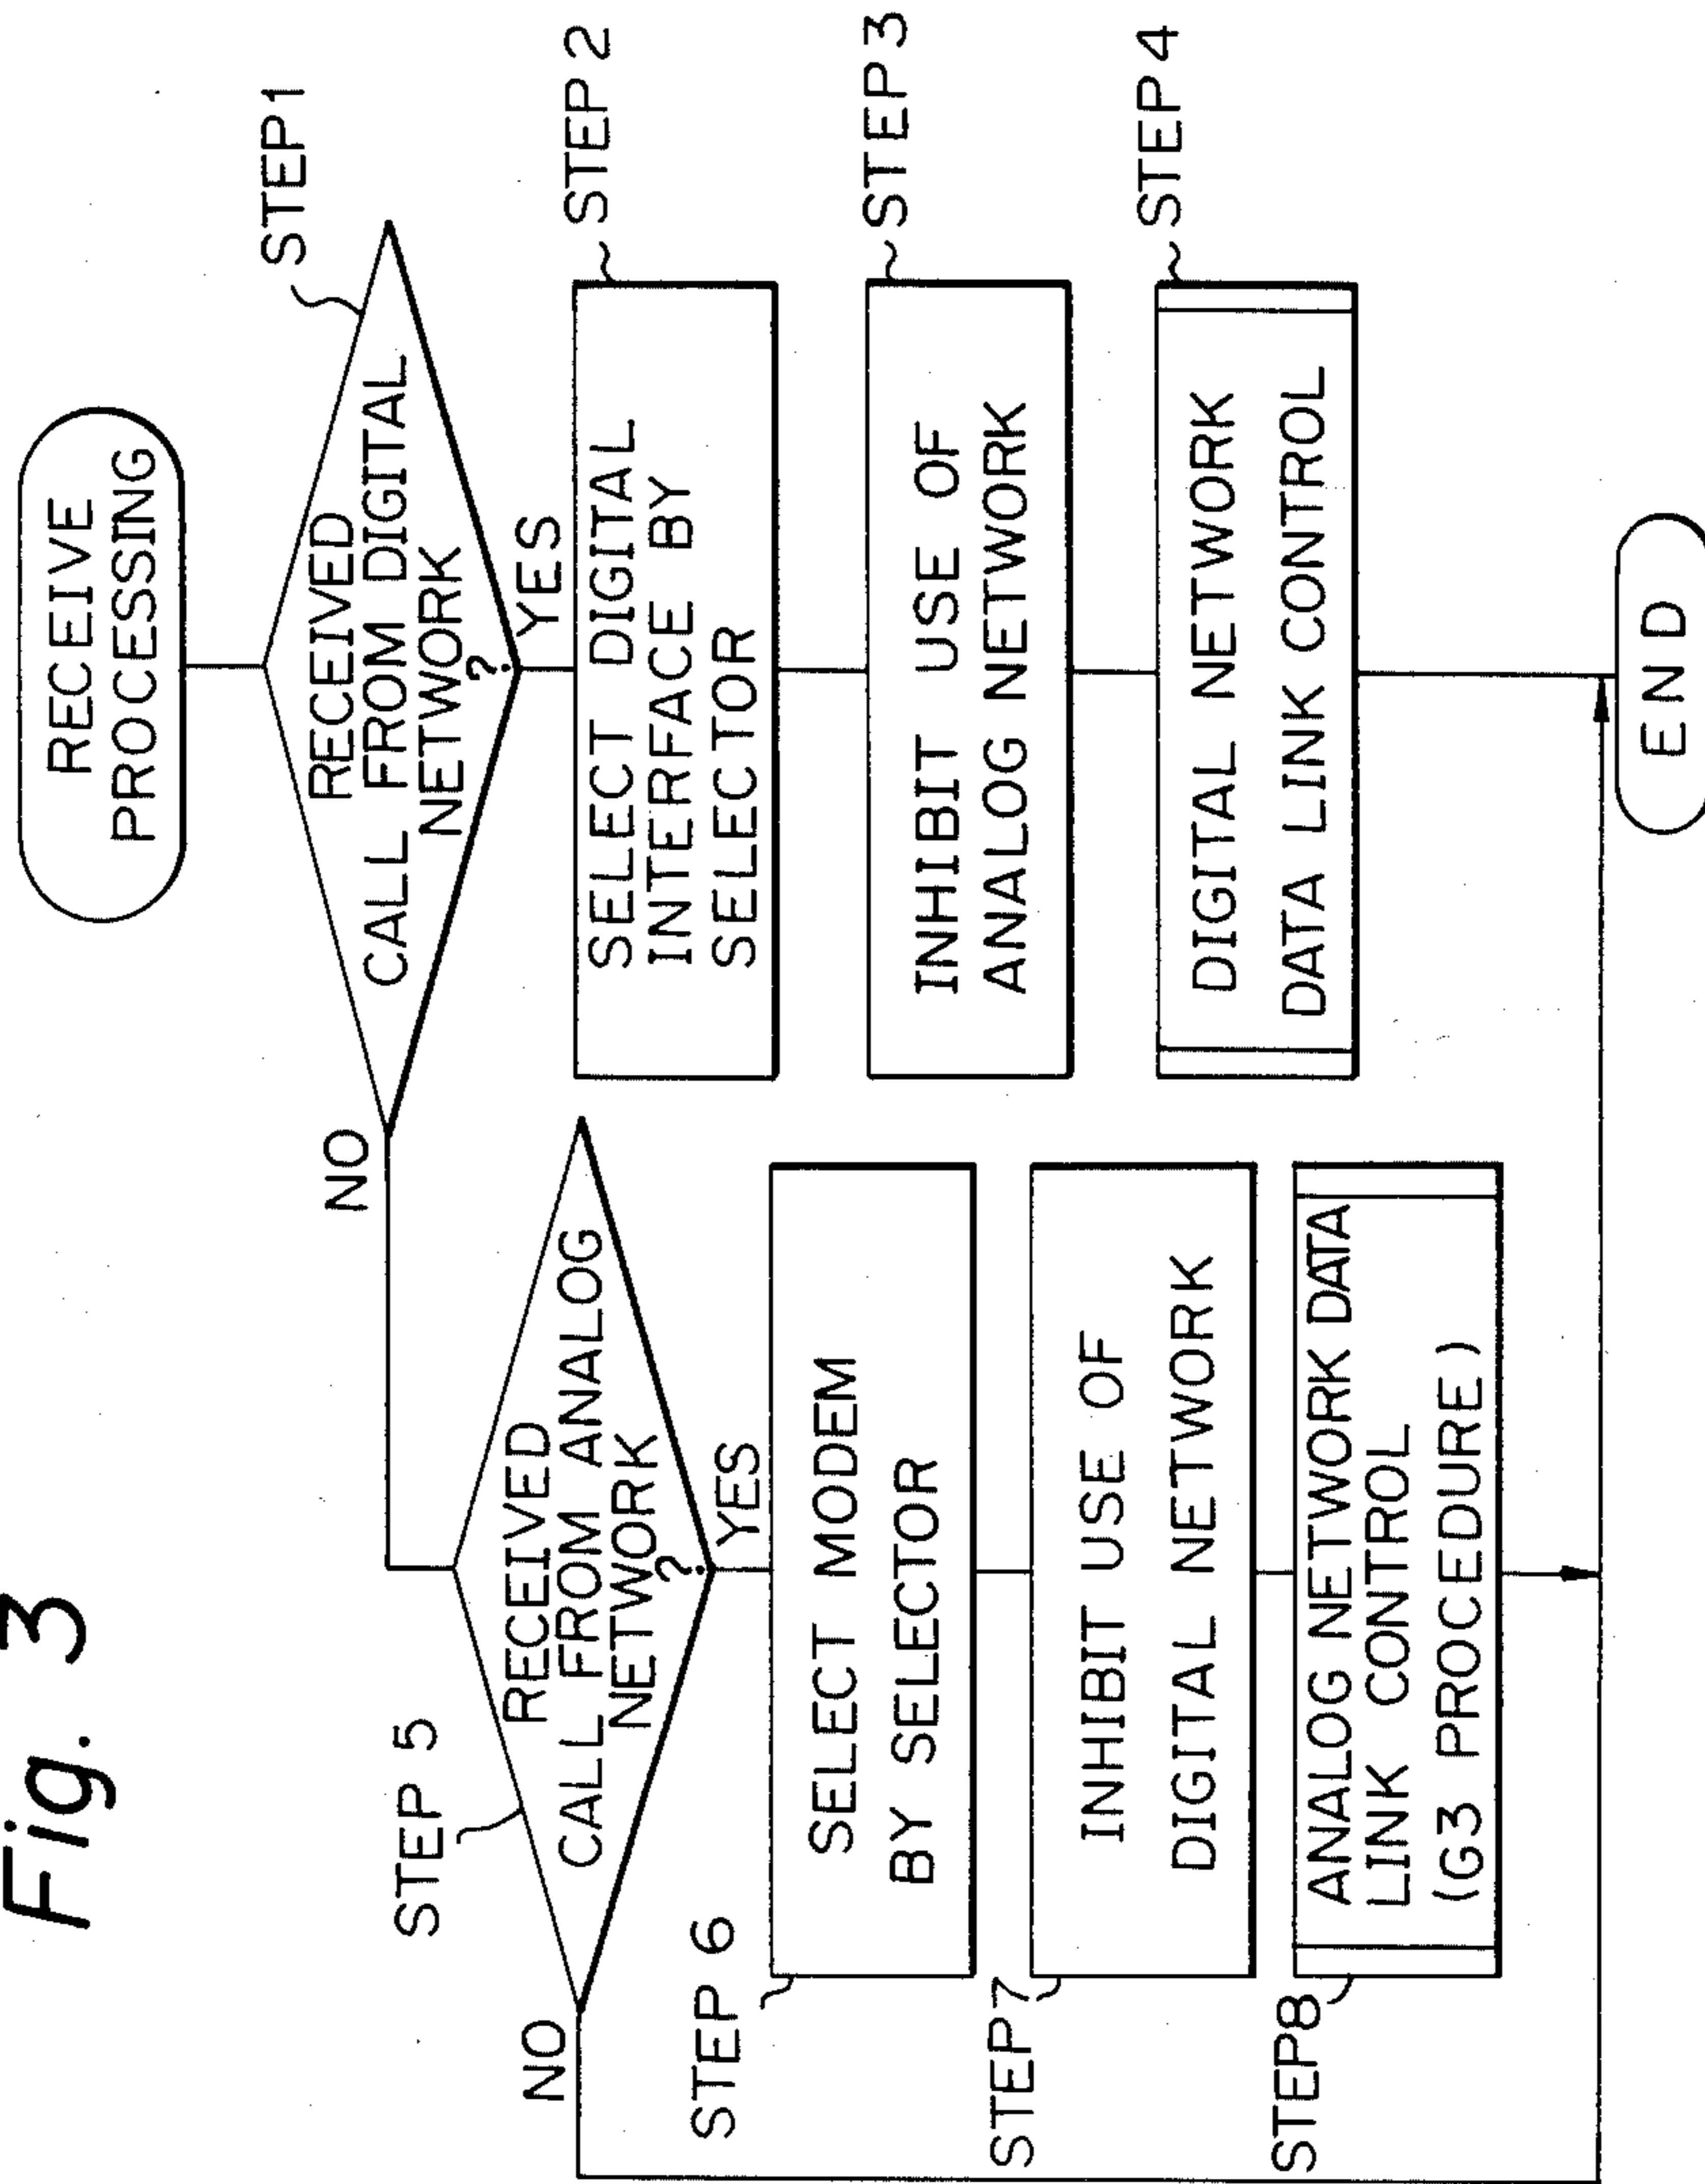 Fig. 3
RECEIVE
PROCESSING
STEP1
RECEIVED
CALL FROM DIGITAL
NETWORK
?
NO
YES
STEP 2
SELECT DIGITAL
INTERFACE BY
SELECTOR
STEP 3
INHIBIT USE OF
ANALOG NETWORK
STEP 4
DIGITAL NETWORK
DATA LINK CONTROL
STEP 5
RECEIVED
CALL FROM ANALOG
NETWORK
?
NO
YES
STEP 6
SELECT MODEM
BY SELECTOR
STEP7
INHIBIT USE OF
DIGITAL NETWORK
STEP8
ANALOG NETWORK DATA
LINK CONTROL
(G3 PROCEDURE)
END